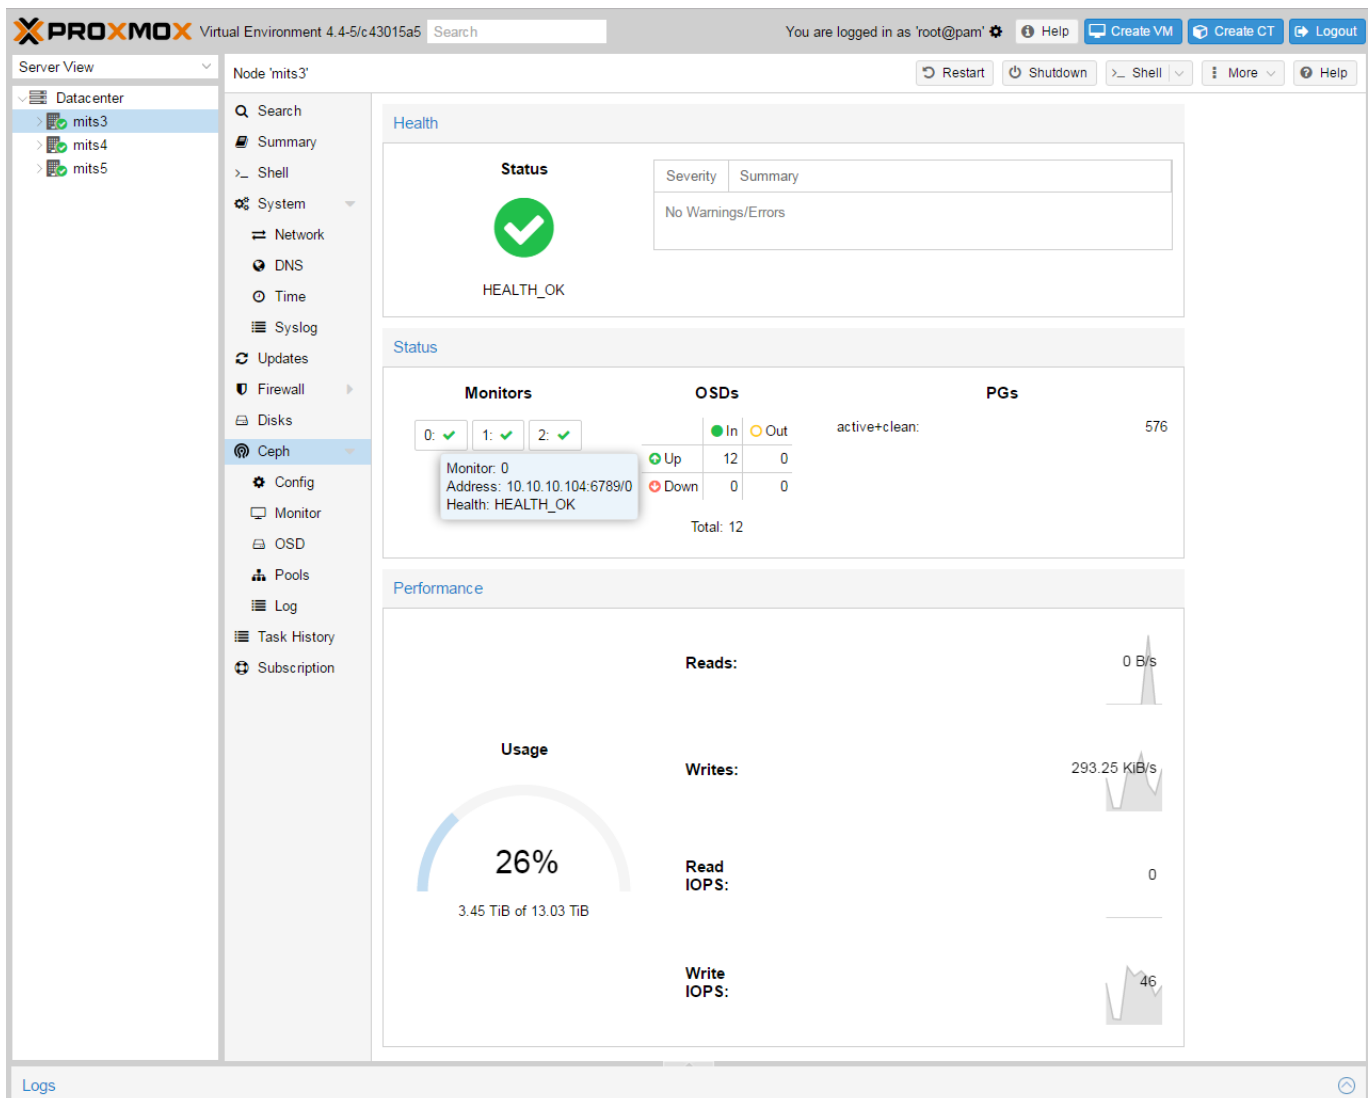 PROXMOX Virtual Environment 4.4-5/c43015a5 Search You are logged in as 'root@pam' Help Create VM Create CT Logout
Server View
Node 'mits3' Restart Shutdown >_ Shell More Help
Datacenter
mits3
mits4
mits5
Search
Summary
>_ Shell
System
Network
DNS
Time
Syslog
Updates
Firewall
Disks
Ceph
Config
Monitor
OSD
Pools
Log
Task History
Subscription
Health
Status
HEALTH_OK
Severity Summary
No Warnings/Errors
Status
Monitors
0: 1: 2:
Monitor: 0
Address: 10.10.10.104:6789/0
Health: HEALTH_OK
OSDs
In Out
Up 12 0
Down 0 0
Total: 12
PGs
active+clean: 576
Performance
Usage
26%
3.45 TiB of 13.03 TiB
Reads: 0 B/s
Writes: 293.25 KiB/s
Read
IOPS: 0
Write
IOPS: 46
Logs